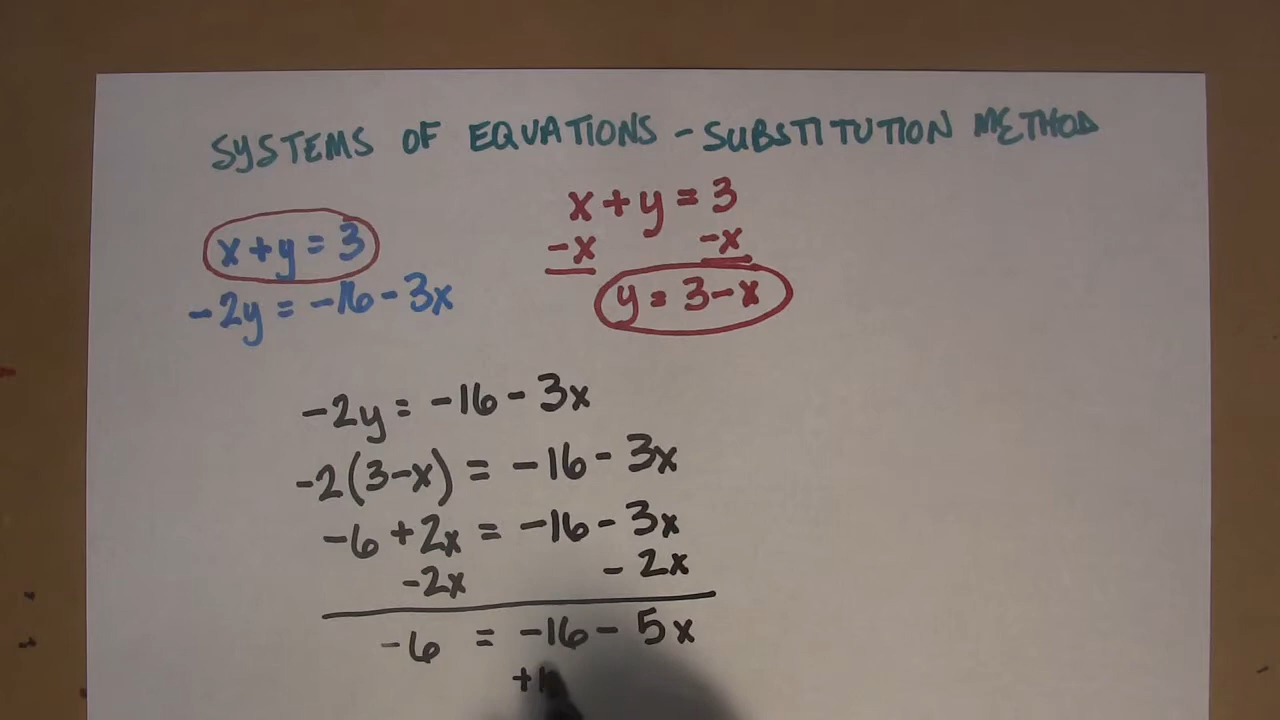 SYSTEMS OF EQUATIONS - SUBSTITUTION METHOD
x + y = 3
-2y = -16 - 3x
x + y = 3
-x -x
y = 3 - x
-2y = -16 - 3x
-2(3-x) = -16 - 3x
-6 + 2x = -16 - 3x
-2x - 2x
-6 = -16 - 5x